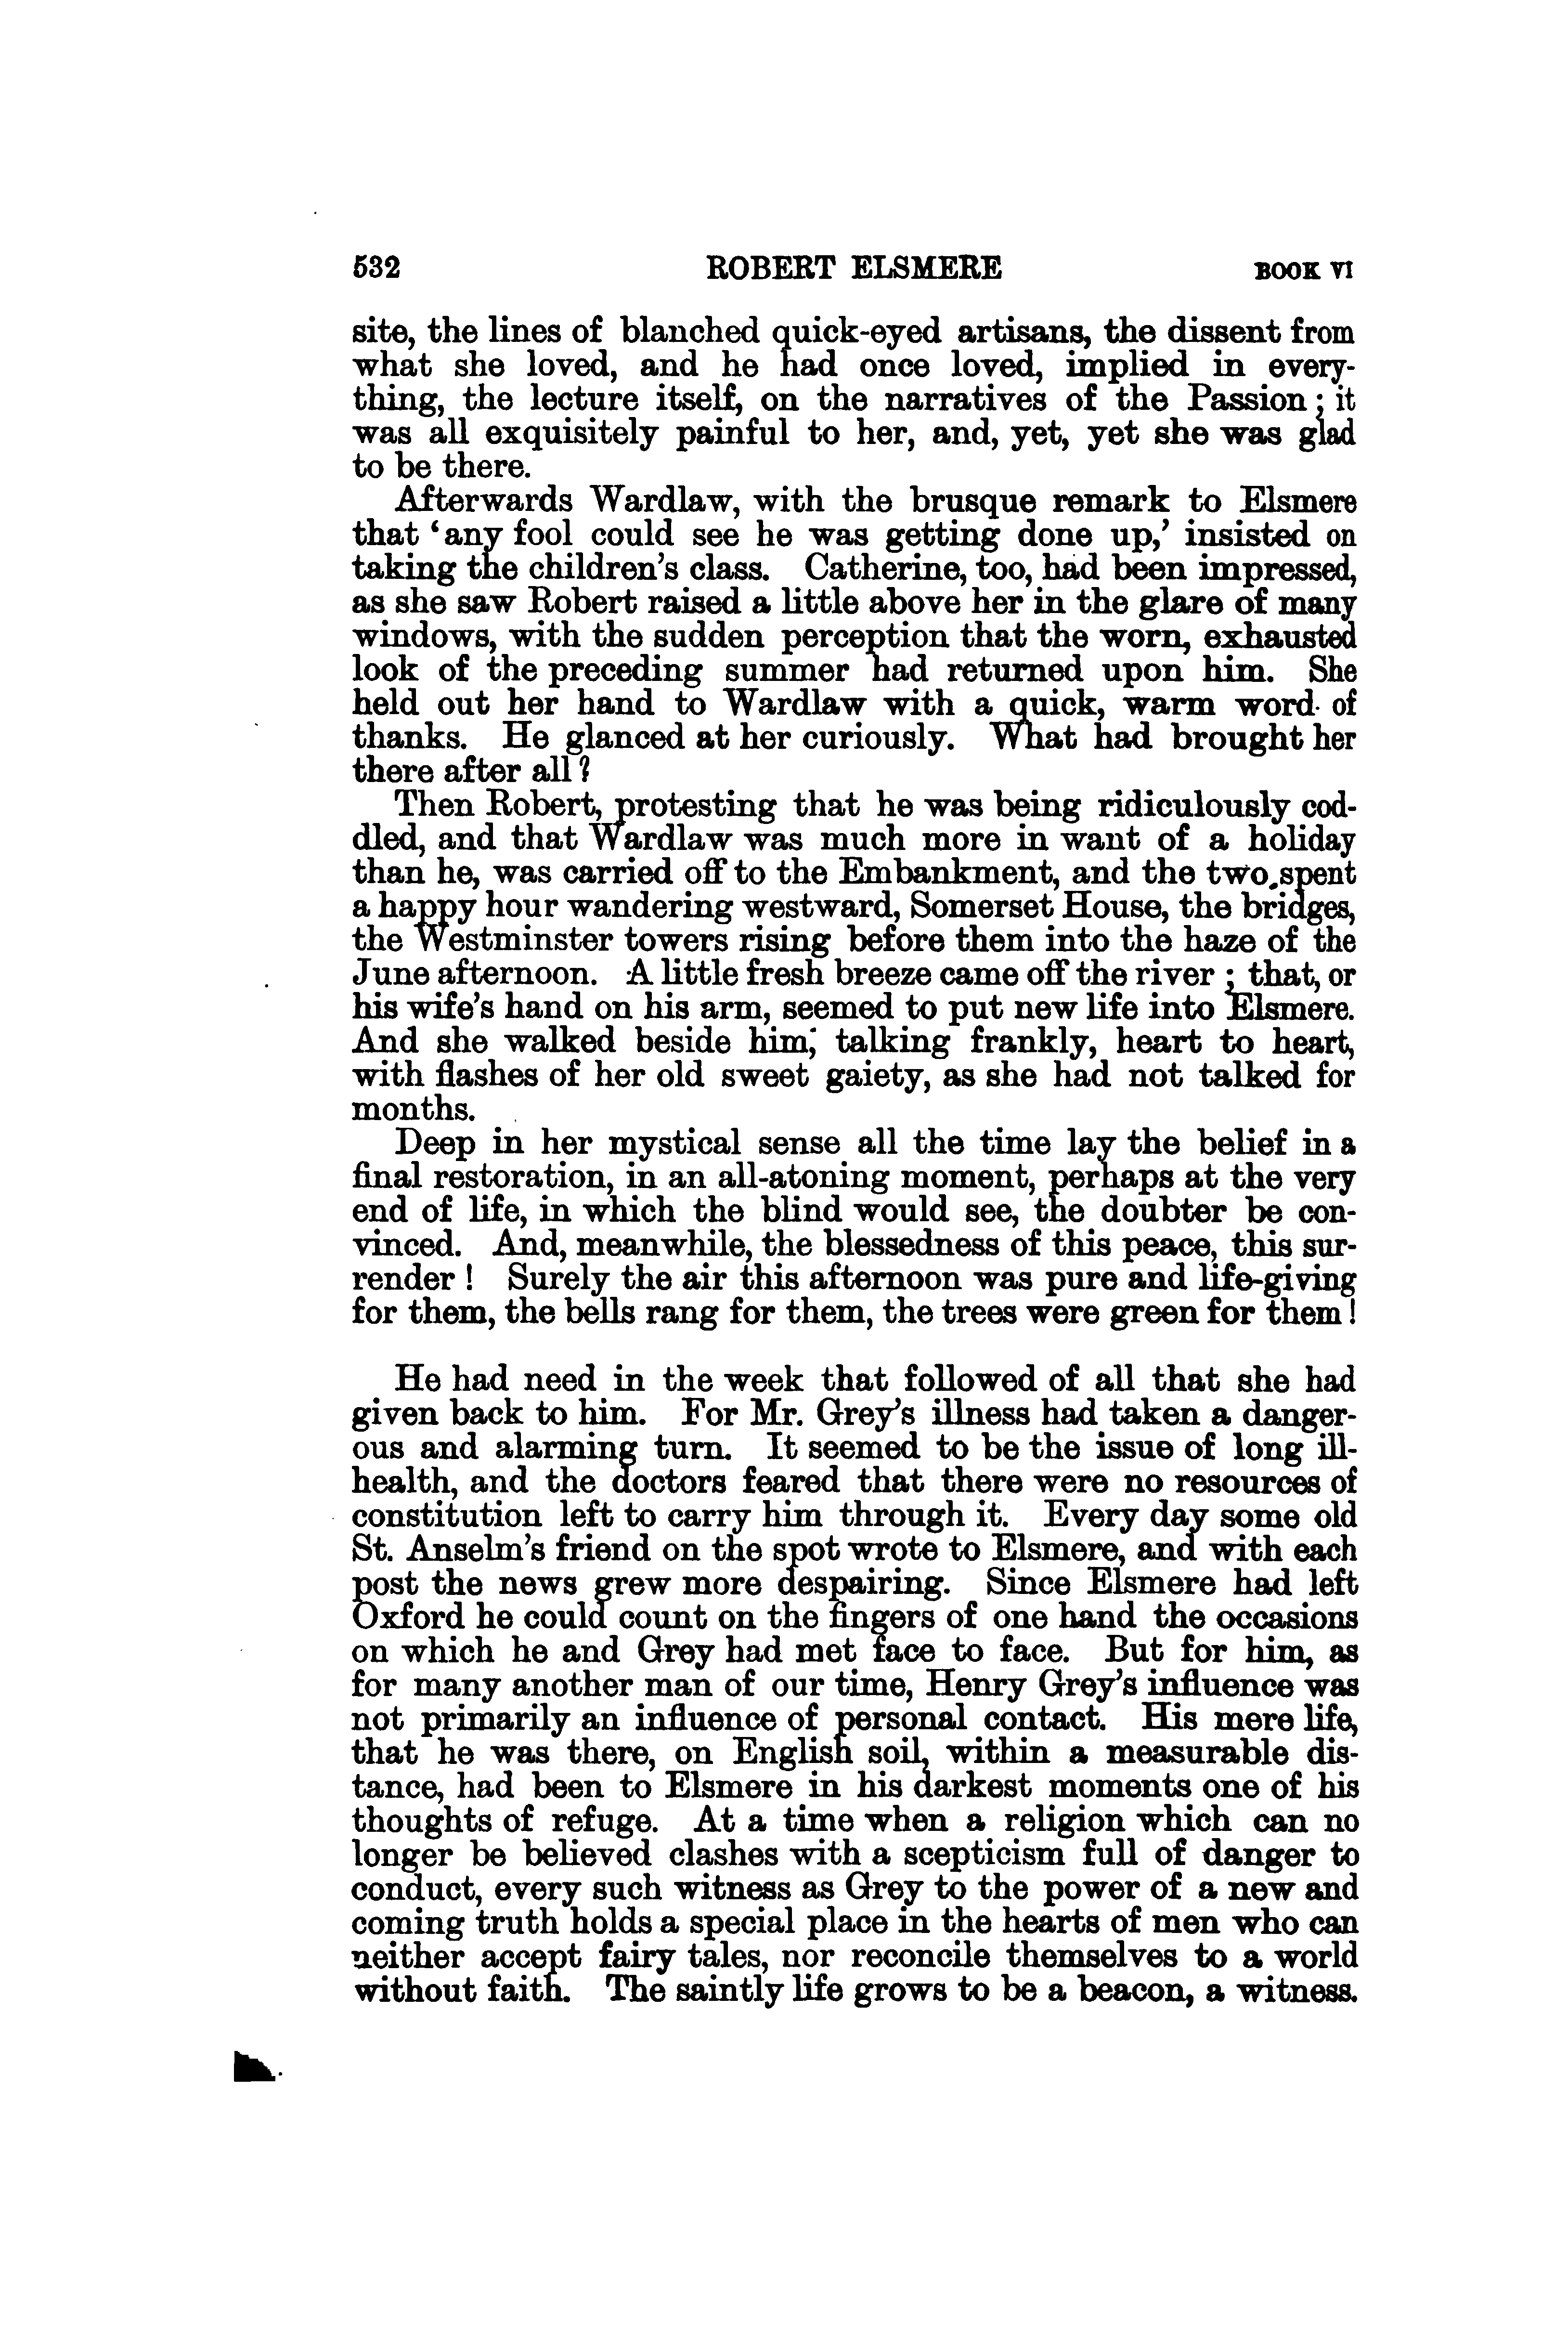 532 ROBERT ELSMERE BOOK VI
site, the lines of blanched quick-eyed artisans, the dissent from
what she loved, and he had once loved, implied in every-
thing, the lecture itself, on the narratives of the Passion; it
was all exquisitely painful to her, and, yet, yet she was glad
to be there.
Afterwards Wardlaw, with the brusque remark to Elsmere
that ‘any fool could see he was getting done up,’ insisted on
taking the children’s class. Catherine, too, had been impressed,
as she saw Robert raised a little above her in the glare of many
windows, with the sudden perception that the worn, exhausted
look of the preceding summer had returned upon him. She
held out her hand to Wardlaw with a quick, warm word of
thanks. He glanced at her curiously. What had brought her
there after all?
Then Robert, protesting that he was being ridiculously cod-
dled, and that Wardlaw was much more in want of a holiday
than he, was carried off to the Embankment, and the two spent
a happy hour wandering westward, Somerset House, the bridges,
the Westminster towers rising before them into the haze of the
June afternoon. A little fresh breeze came off the river; that, or
his wife’s hand on his arm, seemed to put new life into Elsmere.
And she walked beside him, talking frankly, heart to heart,
with flashes of her old sweet gaiety, as she had not talked for
months.
Deep in her mystical sense all the time lay the belief in a
final restoration, in an all-atoning moment, perhaps at the very
end of life, in which the blind would see, the doubter be con-
vinced. And, meanwhile, the blessedness of this peace, this sur-
render! Surely the air this afternoon was pure and life-giving
for them, the bells rang for them, the trees were green for them!
He had need in the week that followed of all that she had
given back to him. For Mr. Grey’s illness had taken a danger-
ous and alarming turn. It seemed to be the issue of long ill-
health, and the doctors feared that there were no resources of
constitution left to carry him through it. Every day some old
St. Anselm’s friend on the spot wrote to Elsmere, and with each
post the news grew more despairing. Since Elsmere had left
Oxford he could count on the fingers of one hand the occasions
on which he and Grey had met face to face. But for him, as
for many another man of our time, Henry Grey’s influence was
not primarily an influence of personal contact. His mere life,
that he was there, on English soil, within a measurable dis-
tance, had been to Elsmere in his darkest moments one of his
thoughts of refuge. At a time when a religion which can no
longer be believed clashes with a scepticism full of danger to
conduct, every such witness as Grey to the power of a new and
coming truth holds a special place in the hearts of men who can
neither accept fairy tales, nor reconcile themselves to a world
without faith. The saintly life grows to be a beacon, a witness.